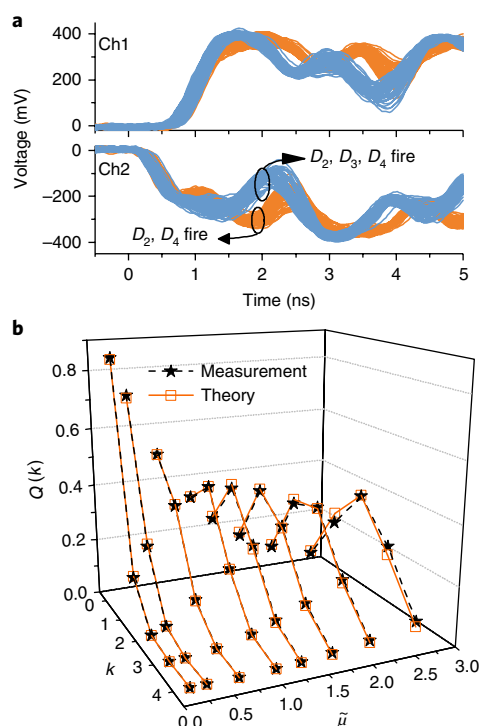 a
Ch1
400
200
0
Ch2
0
−200
−400
Voltage (mV)
D2, D3, D4 fire
D2, D4 fire
0 1 2 3 4 5
Time (ns)
b
Measurement
Theory
0.8
0.6
0.4
0.2
0.0
Q (k)
0 1 2 3 4
k
0.0 0.5 1.0 1.5 2.0 2.5 3.0
μ̃